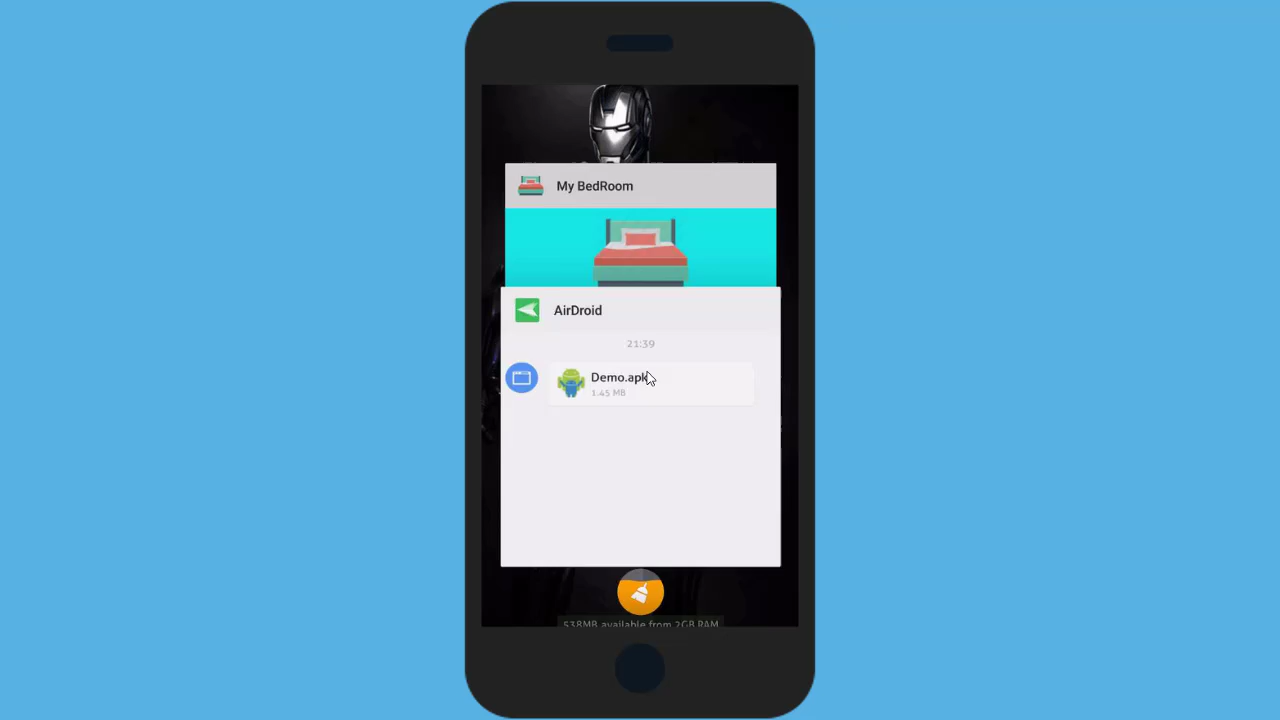 My BedRoom
AirDroid
21:39
Demo.apk
1.45 MB
538MB available from 2GB RAM